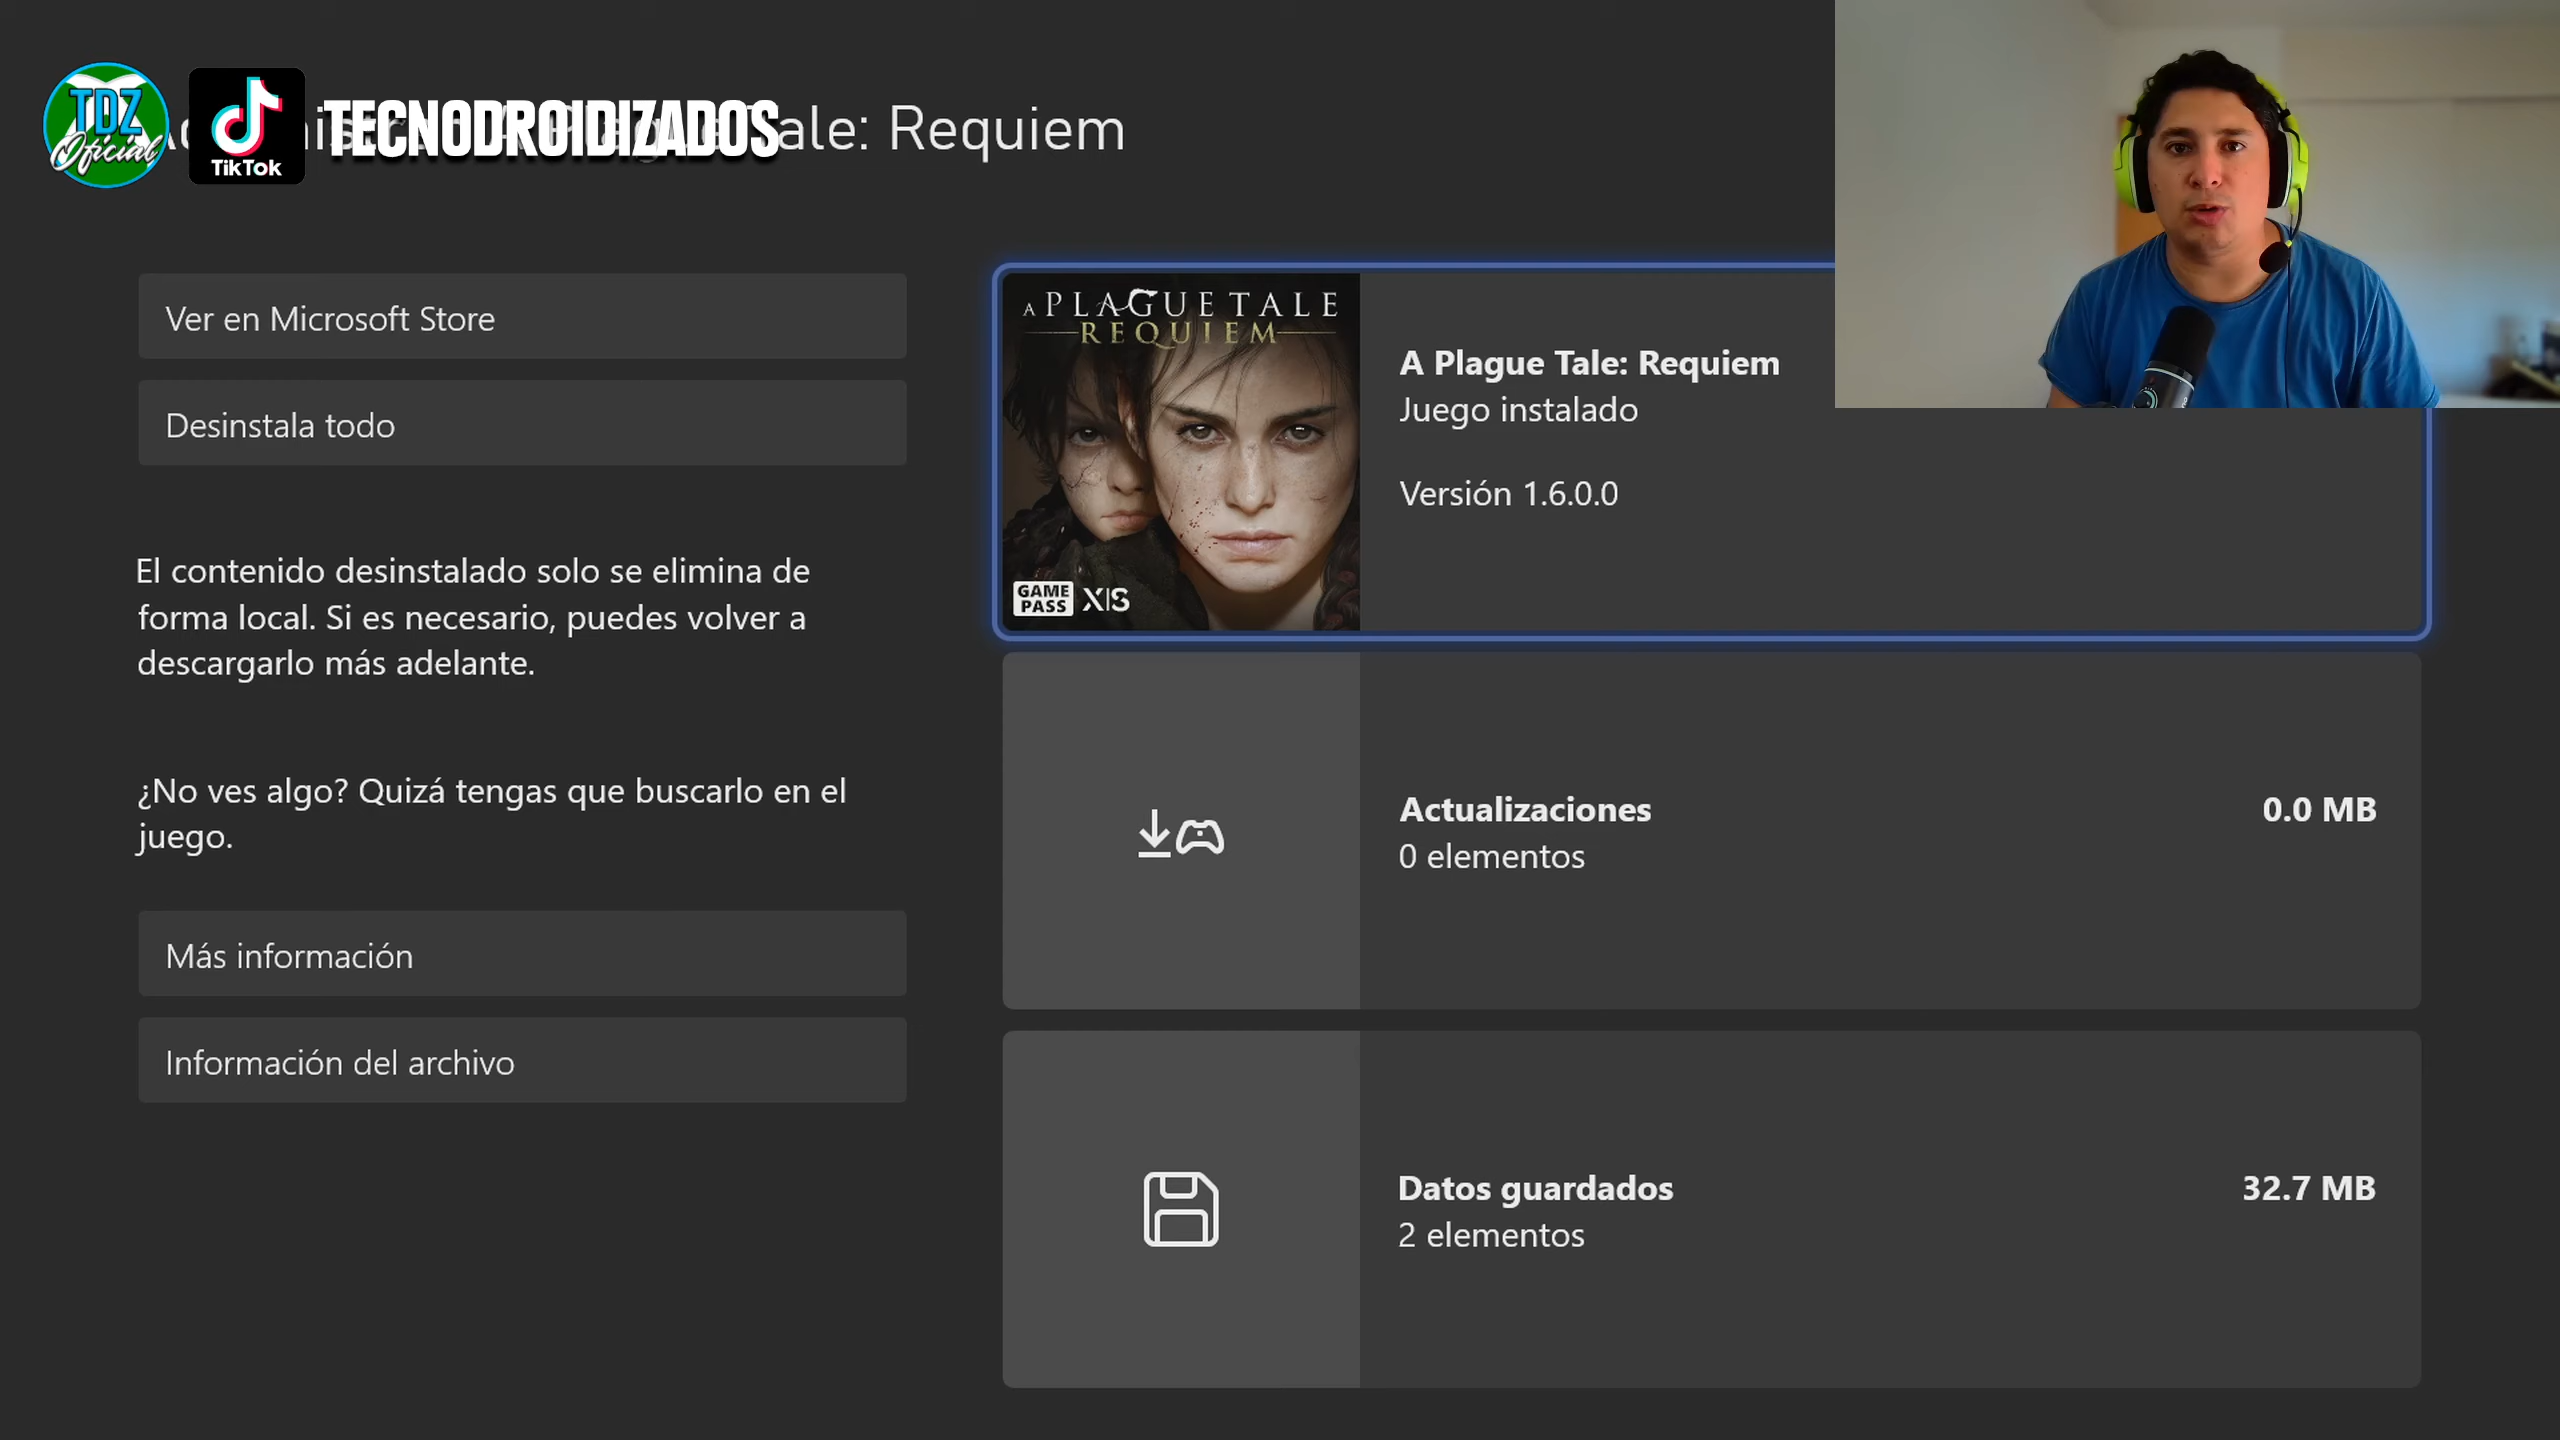 TDZ
Oficial
TikTok
TECNODROIDIZADOS
Tale: Requiem
Ver en Microsoft Store
Desinstala todo
El contenido desinstalado solo se elimina de
forma local. Si es necesario, puedes volver a
descargarlo más adelante.
¿No ves algo? Quizá tengas que buscarlo en el
juego.
Más información
Información del archivo
A PLAGUE TALE
REQUIEM
GAME
PASS
X|S
A Plague Tale: Requiem
Juego instalado
Versión 1.6.0.0
Actualizaciones
0.0 MB
0 elementos
Datos guardados
32.7 MB
2 elementos